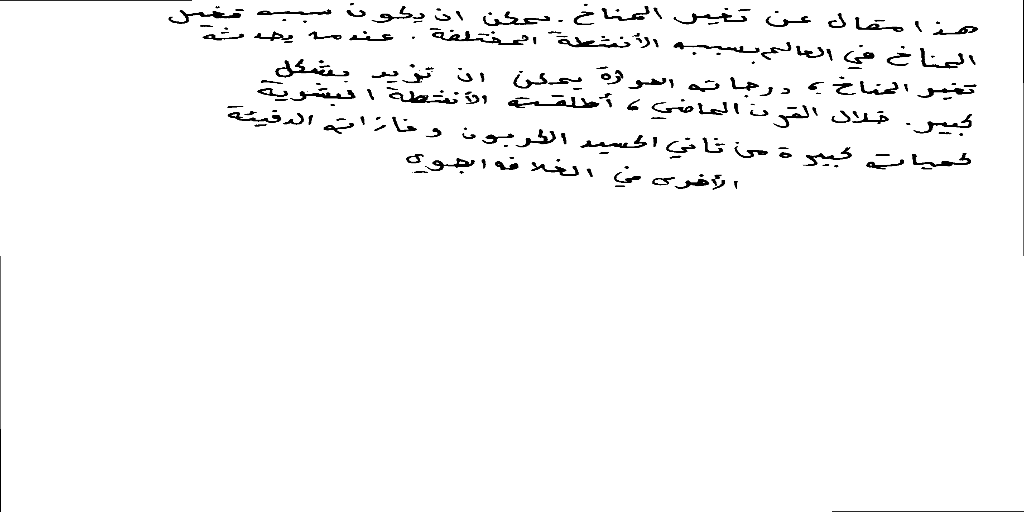 هذا مقال عن تغير المناخ. يمكن ان يكون سبب تغير
المناخ في العالم بسبب الأنشطة المختلفة. عندما يحدث
تغير المناخ، درجات الحرارة يمكن ان تزيد بشكل
كبير. خلال القرن الماضي، أطلقت الأنشطة البشرية
كميات كبيرة من ثاني اكسيد الكربون و غازات الدفيئة
الأخرى في الغلاف الجوي